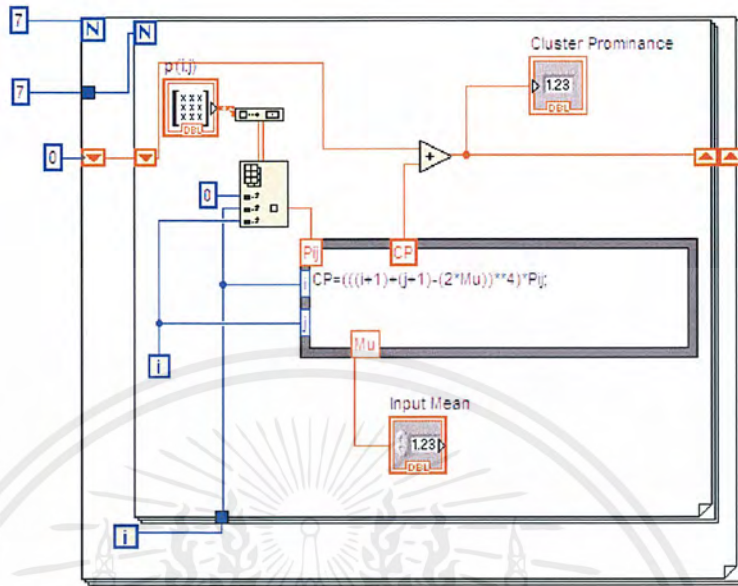 7
N
N
Cluster Prominance
p(i,j)
1.23
DBL
7
DBL
0
0
Pij
CP
CP=(((i+1)+(j+1)-(2*Mu))**4)*Pij;
i
j
i
Mu
Input Mean
1.23
DBL
i